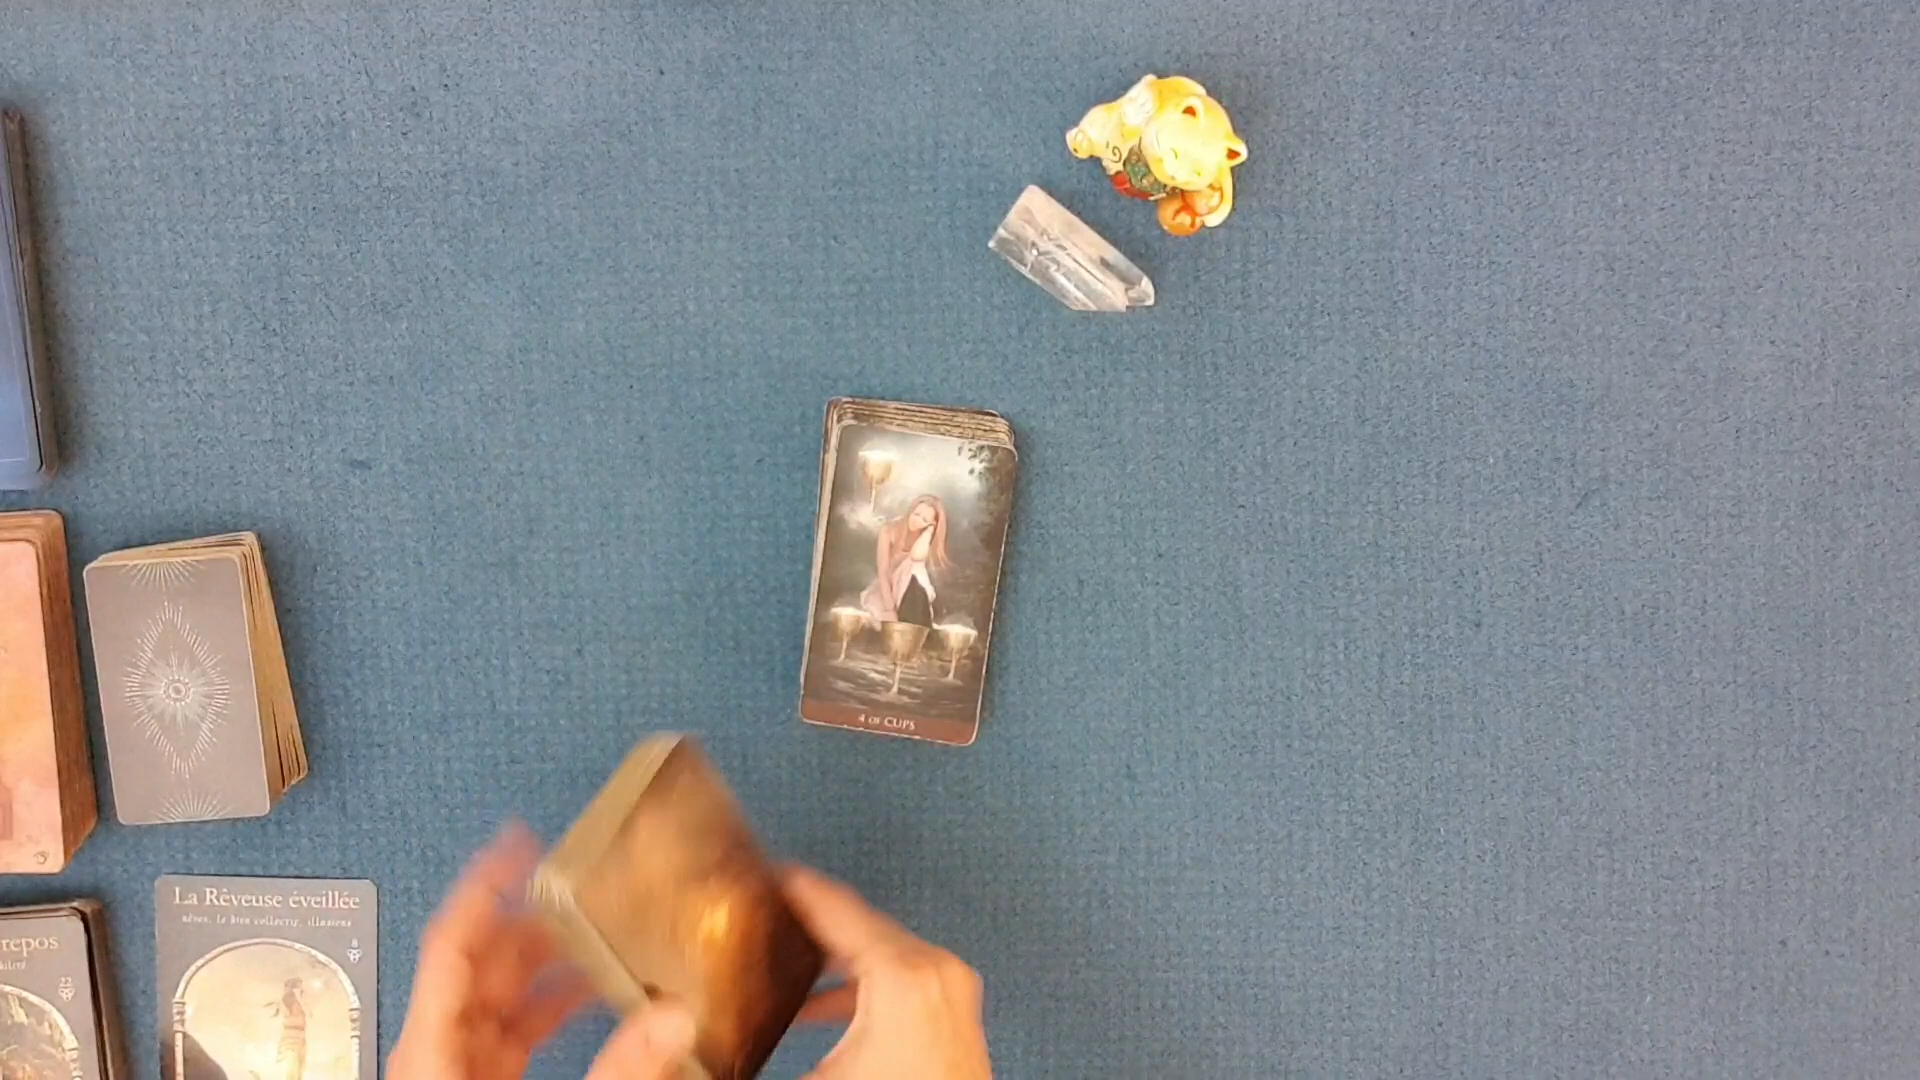 4 OF CUPS
La Rêveuse éveillée
rêves, le bien collectif, illusions
8
repos
22